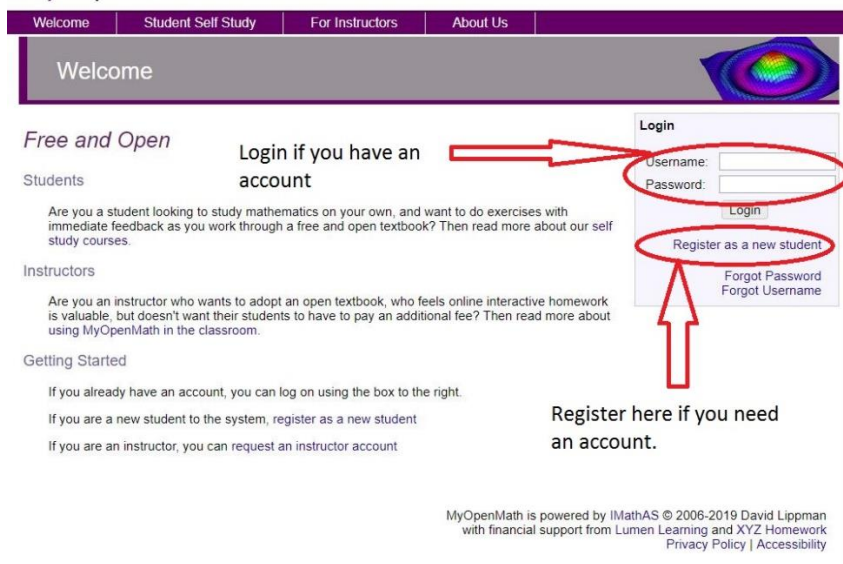 Welcome Student Self Study For Instructors About Us
Welcome
Free and Open
Login if you have an
account
Login
Username:
Password:
Login
Register as a new student
Forgot Password
Forgot Username
Students
Are you a student looking to study mathematics on your own, and want to do exercises with
immediate feedback as you work through a free and open textbook? Then read more about our self
study courses.
Instructors
Are you an instructor who wants to adopt an open textbook, who feels online interactive homework
is valuable, but doesn't want their students to have to pay an additional fee? Then read more about
using MyOpenMath in the classroom.
Getting Started
If you already have an account, you can log on using the box to the right.
If you are a new student to the system, register as a new student
If you are an instructor, you can request an instructor account
Register here if you need
an account.
MyOpenMath is powered by IMathAS © 2006-2019 David Lippman
with financial support from Lumen Learning and XYZ Homework
Privacy Policy | Accessibility